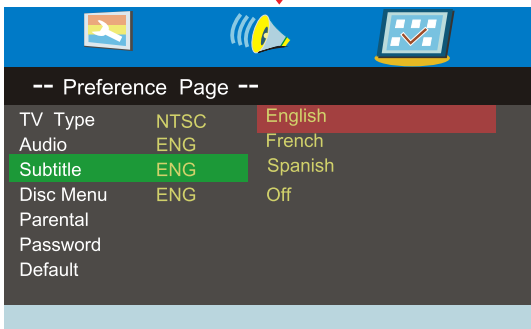 -- Preference Page --
TV Type NTSC English
Audio ENG French
Subtitle ENG Spanish
Disc Menu ENG Off
Parental
Password
Default